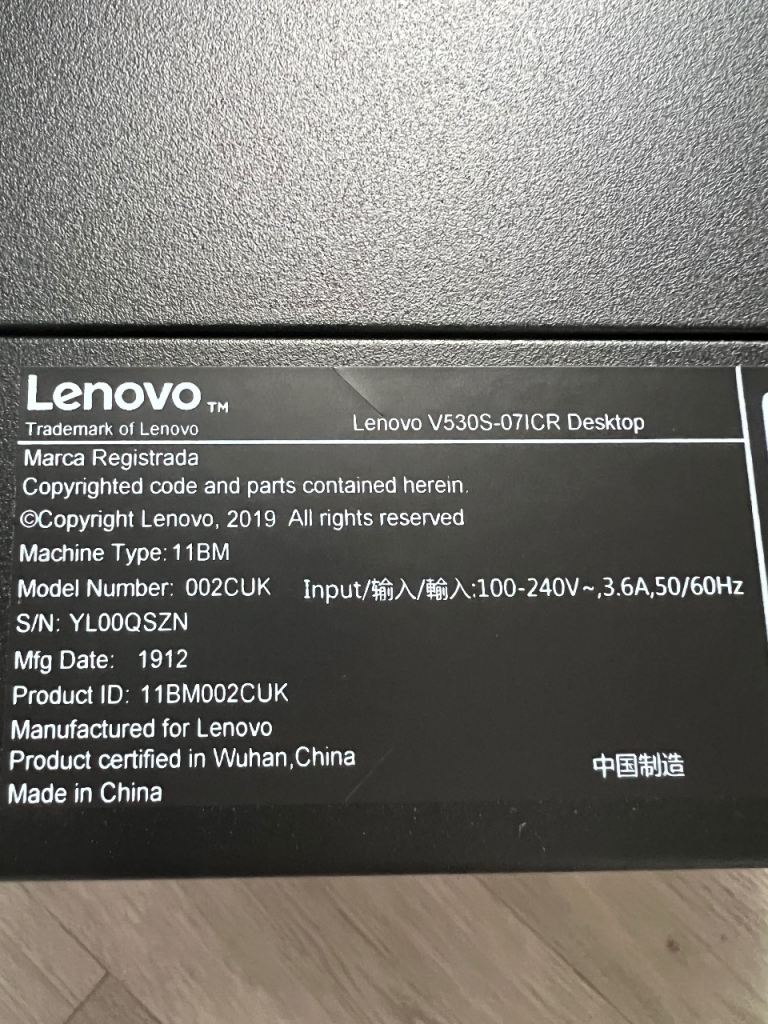 Lenovo™
Trademark of Lenovo
Lenovo V530S-07ICR Desktop
Marca Registrada
Copyrighted code and parts contained herein.
©Copyright Lenovo, 2019 All rights reserved
Machine Type: 11BM
Model Number: 002CUK Input/输入/輸入:100-240V~,3.6A,50/60Hz
S/N: YL00QSZN
Mfg Date: 1912
Product ID: 11BM002CUK
Manufactured for Lenovo
Product certified in Wuhan,China
中国制造
Made in China